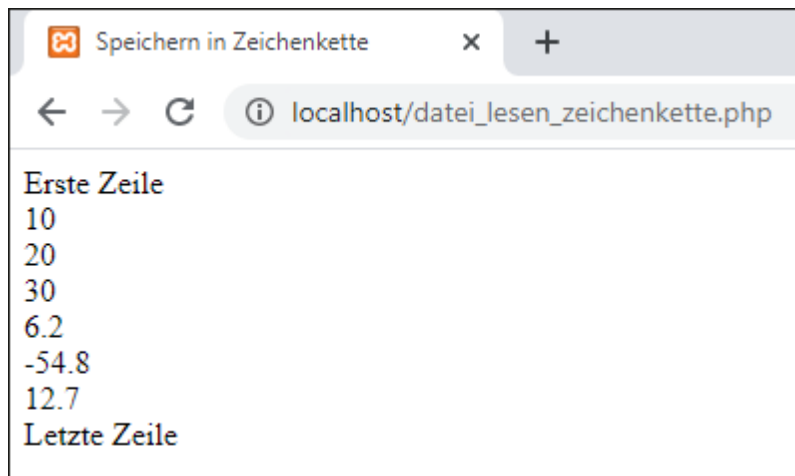 Speichern in Zeichenkette
localhost/datei_lesen_zeichenkette.php
Erste Zeile
10
20
30
6.2
-54.8
12.7
Letzte Zeile